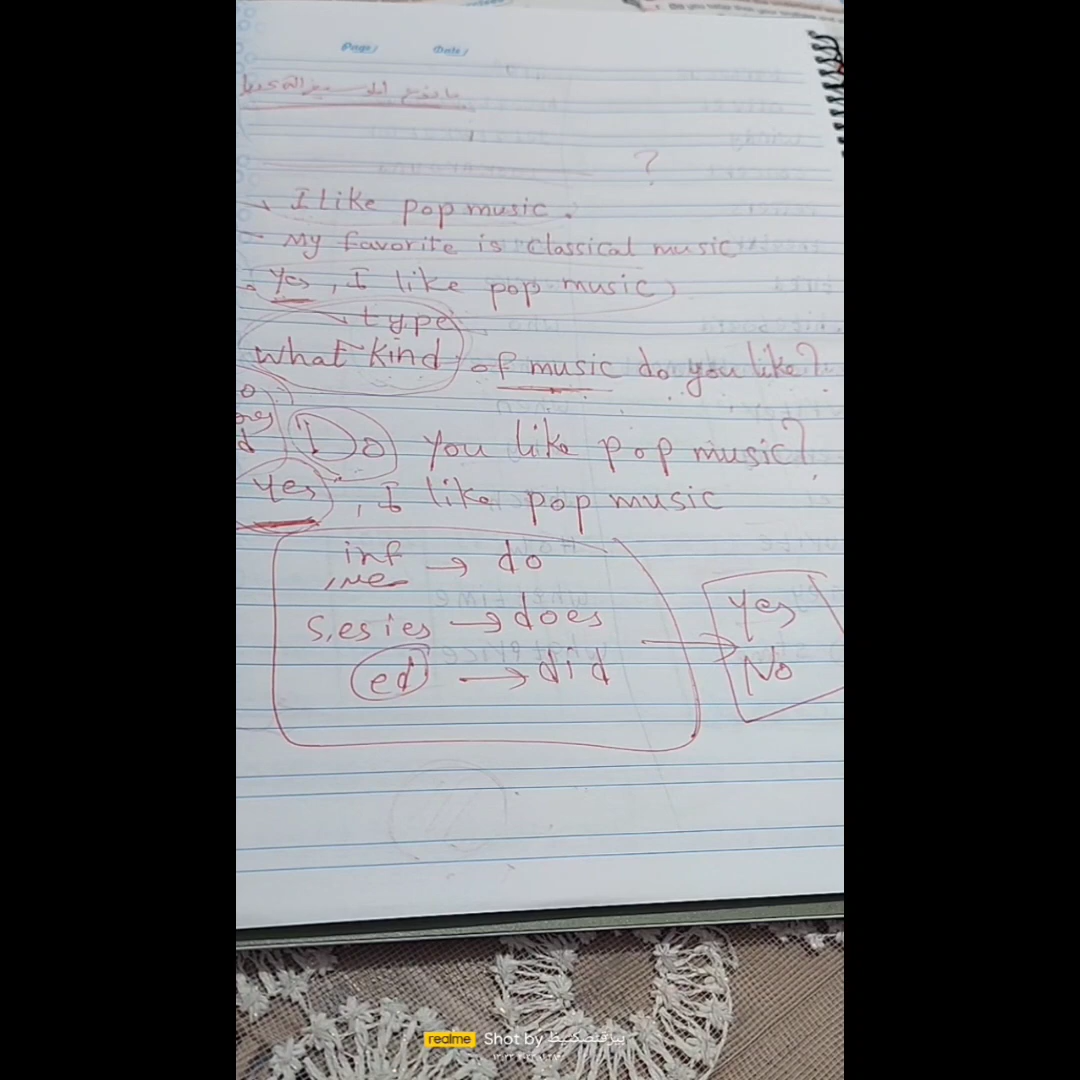 Page/ Date/
?
I Like pop music.
- My favorite is classical music
- Yes, I like pop music
type
What kind of music do you like?
Do you like pop music?
Yes, I like pop music
inf → do
s, es ies → does
ed → did
Yes
No
realme Shot by